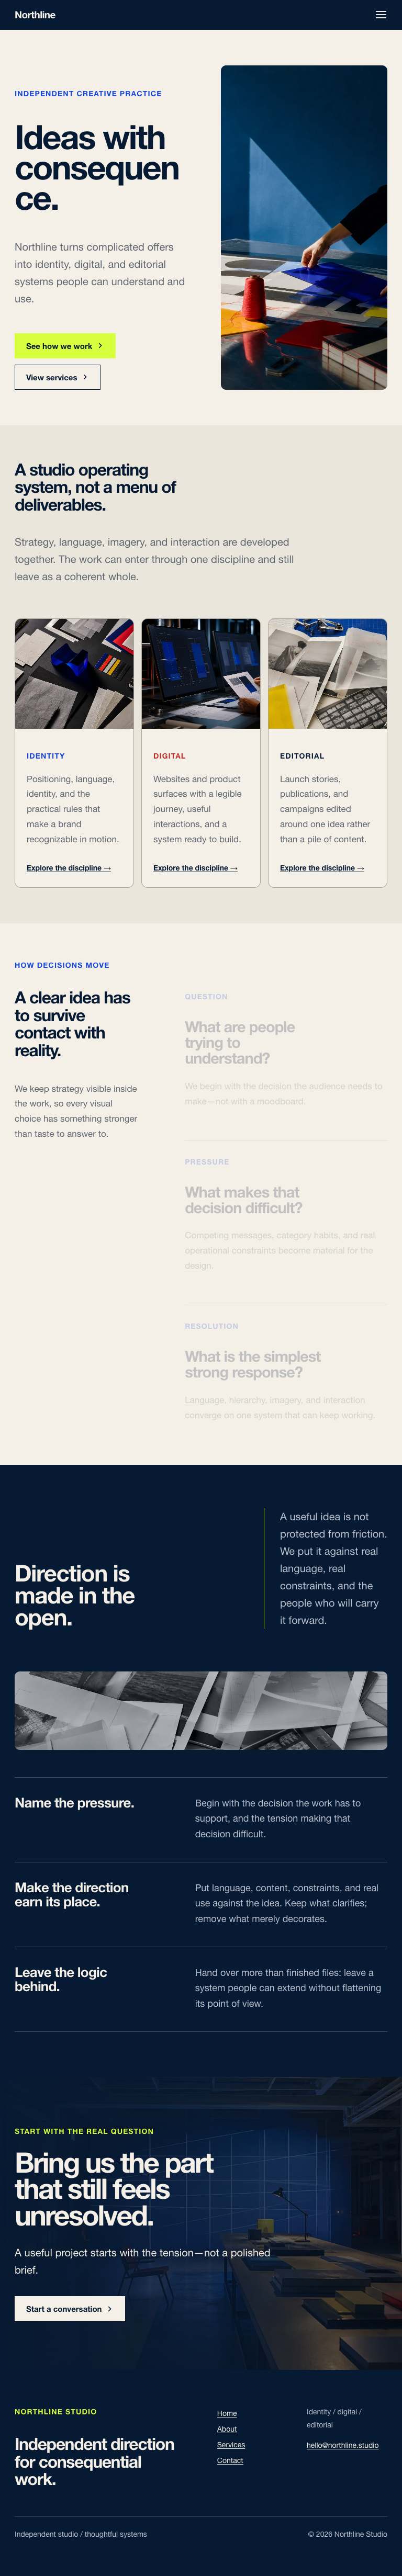 Northline
INDEPENDENT CREATIVE PRACTICE
Ideas with
consequen
ce.
Northline turns complicated offers
into identity, digital, and editorial
systems people can understand and
use.
See how we work
View services
A studio operating
system, not a menu of
deliverables.
Strategy, language, imagery, and interaction are developed
together. The work can enter through one discipline and still
leave as a coherent whole.
IDENTITY
Positioning, language,
identity, and the
practical rules that
make a brand
recognizable in motion.
Explore the discipline →
DIGITAL
Websites and product
surfaces with a legible
journey, useful
interactions, and a
system ready to build.
Explore the discipline →
EDITORIAL
Launch stories,
publications, and
campaigns edited
around one idea rather
than a pile of content.
Explore the discipline →
HOW DECISIONS MOVE
A clear idea has
to survive
contact with
reality.
We keep strategy visible inside
the work, so every visual
choice has something stronger
than taste to answer to.
QUESTION
What are people
trying to
understand?
We begin with the decision the audience needs to
make—not with a moodboard.
PRESSURE
What makes that
decision difficult?
Competing messages, category habits, and real
operational constraints become material for the
design.
RESOLUTION
What is the simplest
strong response?
Language, hierarchy, imagery, and interaction
converge on one system that can keep working.
Direction is
made in the
open.
A useful idea is not
protected from friction.
We put it against real
language, real
constraints, and the
people who will carry
it forward.
Name the pressure.
Begin with the decision the work has to
support, and the tension making that
decision difficult.
Make the direction
earn its place.
Put language, content, constraints, and real
use against the idea. Keep what clarifies;
remove what merely decorates.
Leave the logic
behind.
Hand over more than finished files: leave a
system people can extend without flattening
its point of view.
START WITH THE REAL QUESTION
Bring us the part
that still feels
unresolved.
A useful project starts with the tension—not a polished
brief.
Start a conversation
NORTHLINE STUDIO
Independent direction
for consequential
work.
Home
About
Services
Contact
Identity / digital /
editorial
hello@northline.studio
Independent studio / thoughtful systems
© 2026 Northline Studio